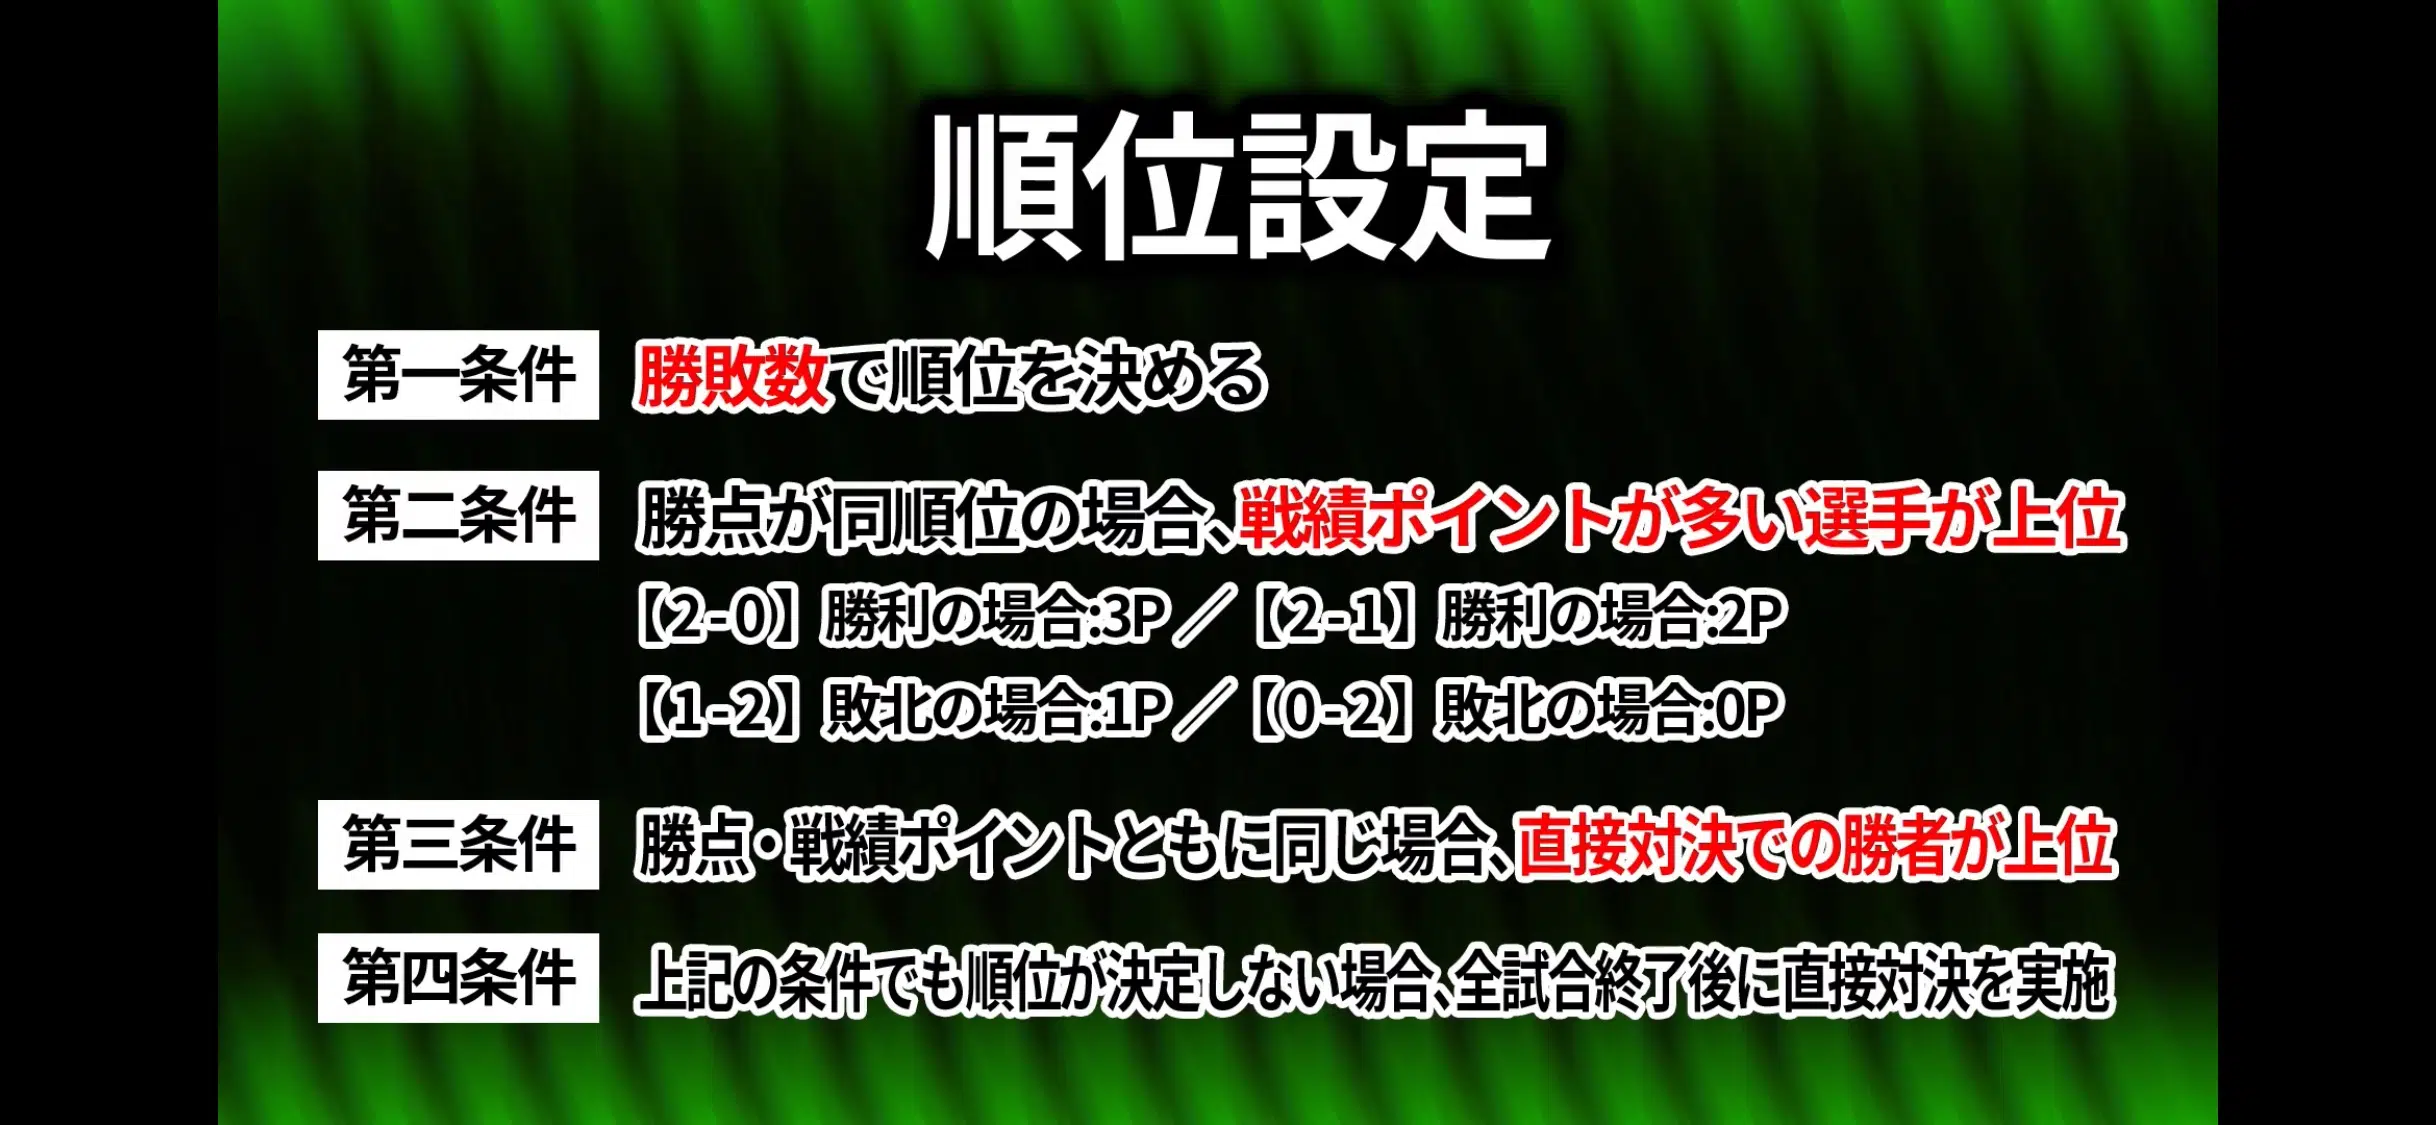 順位設定
第一条件 勝敗数で順位を決める
第二条件 勝点が同順位の場合、戦績ポイントが多い選手が上位
【2-0】勝利の場合:3P／【2-1】勝利の場合:2P
【1-2】敗北の場合:1P／【0-2】敗北の場合:0P
第三条件 勝点・戦績ポイントともに同じ場合、直接対決での勝者が上位
第四条件 上記の条件でも順位が決定しない場合、全試合終了後に直接対決を実施